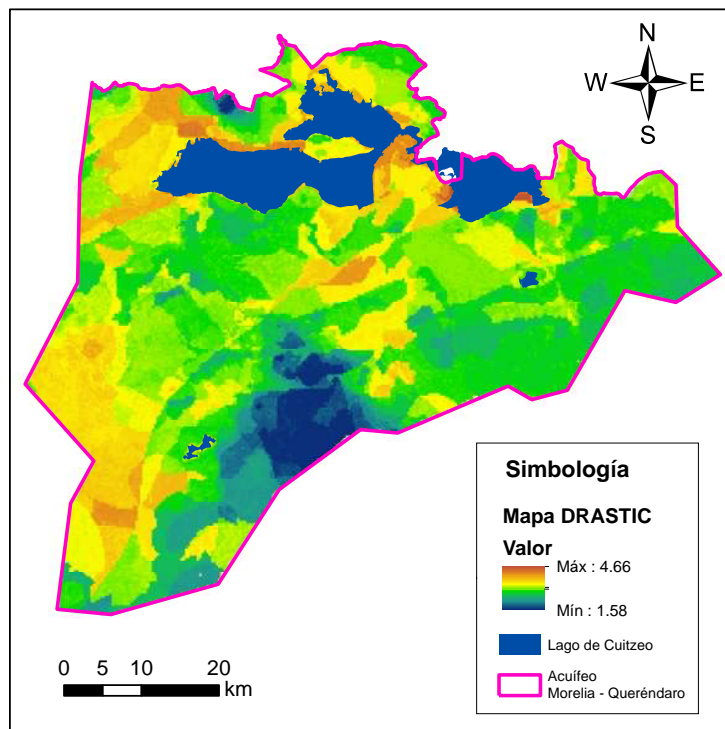 N
W E
S
Simbología
Mapa DRASTIC
Valor
Máx : 4.66
Mín : 1.58
Lago de Cuitzeo
Acuífeo
Morelia - Queréndaro
0 5 10 20
km